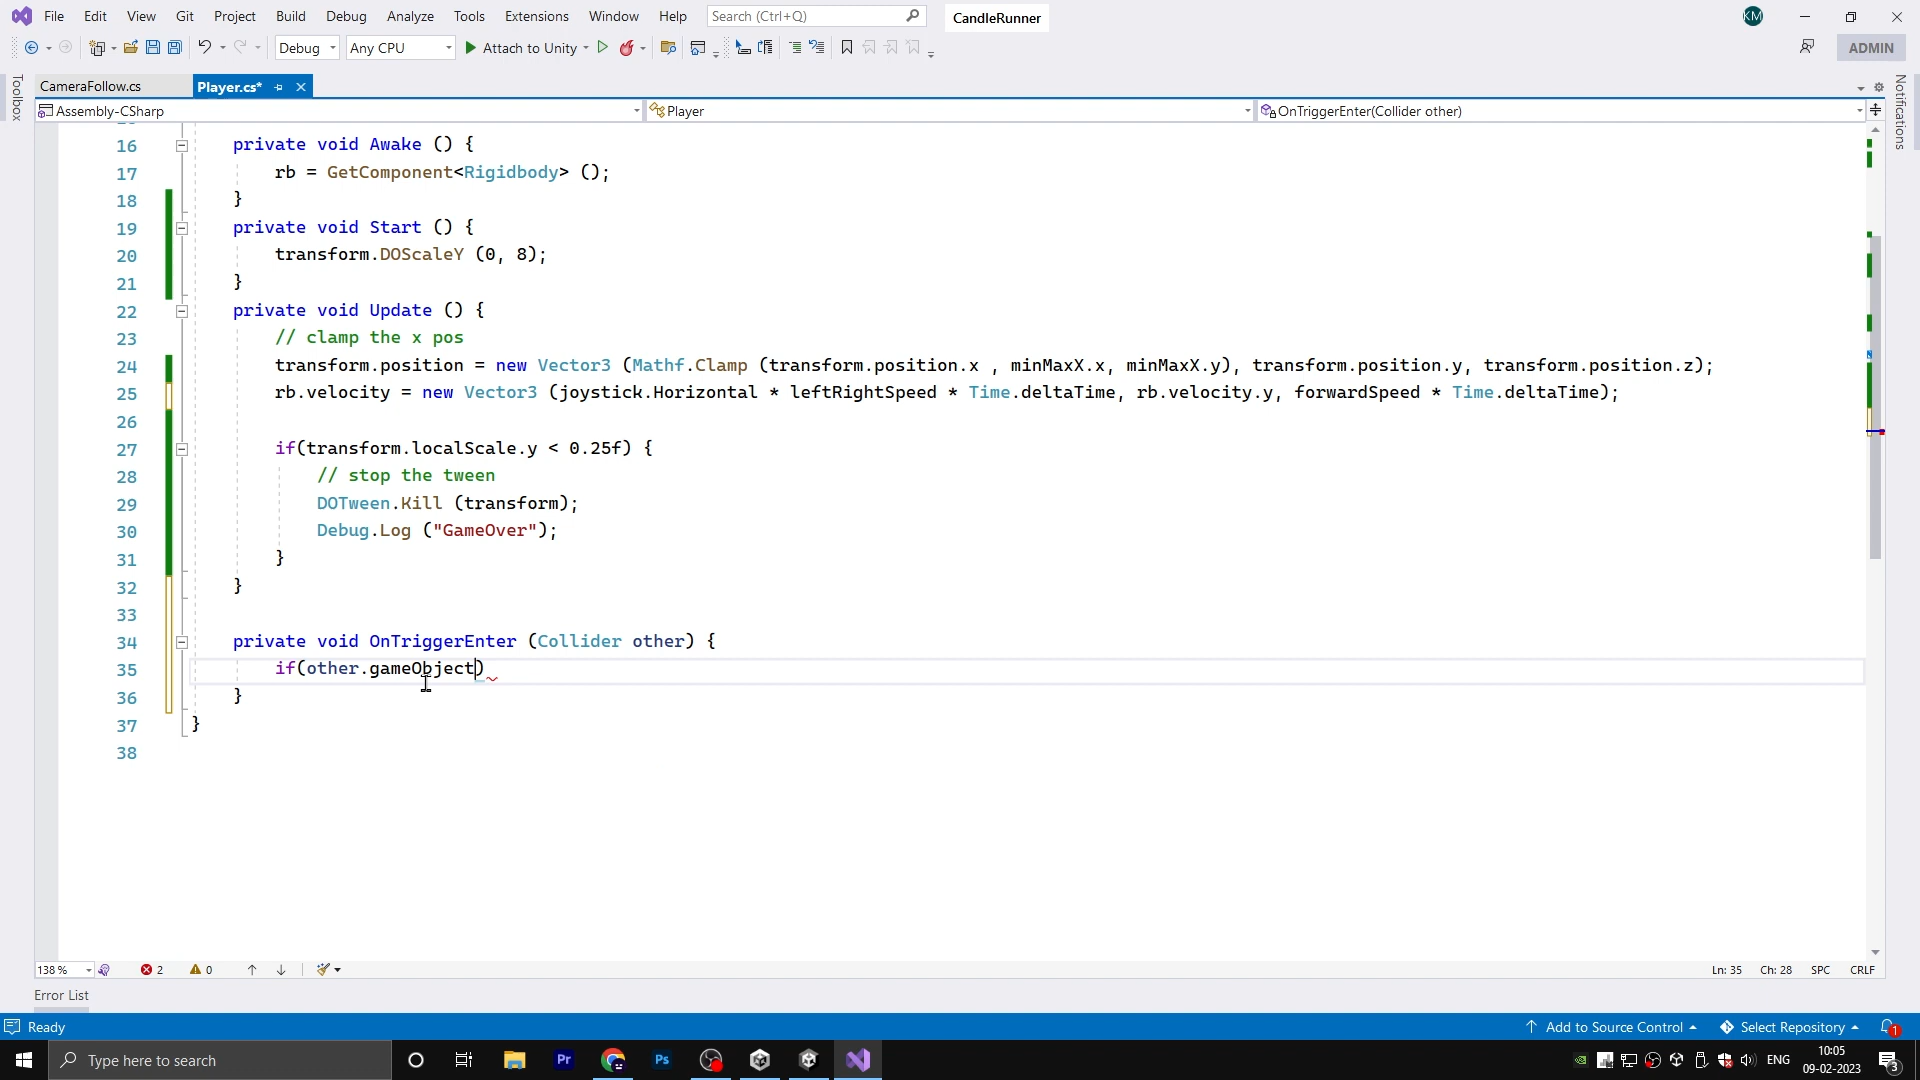 File Edit View Git Project Build Debug Analyze Tools Extensions Window Help Search (Ctrl+Q) CandleRunner KM
Debug Any CPU Attach to Unity ADMIN
Toolbox
Notifications
CameraFollow.cs Player.cs*
Assembly-CSharp Player OnTriggerEnter(Collider other)
16 private void Awake () {
17 rb = GetComponent<Rigidbody> ();
18 }
19 private void Start () {
20 transform.DOScaleY (0, 8);
21 }
22 private void Update () {
23 // clamp the x pos
24 transform.position = new Vector3 (Mathf.Clamp (transform.position.x , minMaxX.x, minMaxX.y), transform.position.y, transform.position.z);
25 rb.velocity = new Vector3 (joystick.Horizontal * leftRightSpeed * Time.deltaTime, rb.velocity.y, forwardSpeed * Time.deltaTime);
26
27 if(transform.localScale.y < 0.25f) {
28 // stop the tween
29 DOTween.Kill (transform);
30 Debug.Log ("GameOver");
31 }
32 }
33
34 private void OnTriggerEnter (Collider other) {
35 if(other.gameObject)
36 }
37 }
38
138 % 2 0 Ln: 35 Ch: 28 SPC CRLF
Error List
Ready Add to Source Control Select Repository 1
Type here to search Pr Ps ENG 10:05
09-02-2023 3